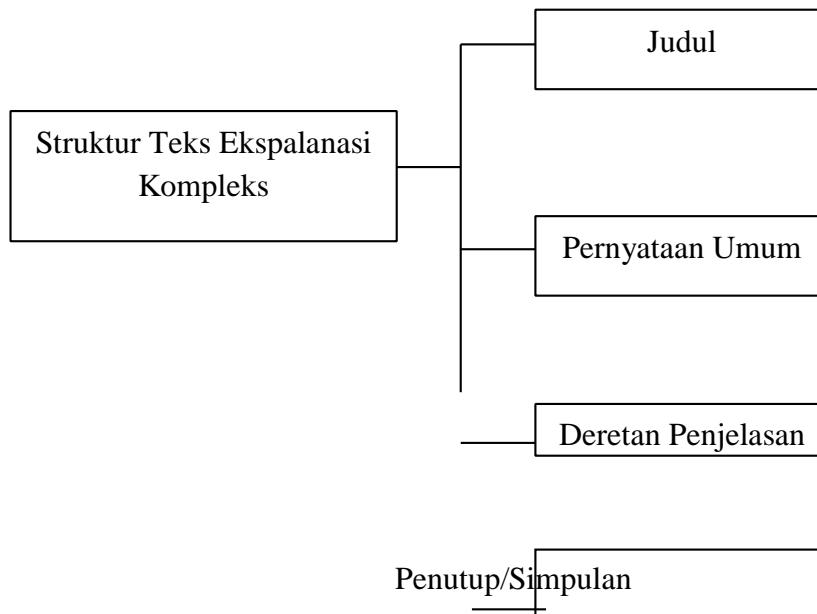 Judul
Struktur Teks Ekspalanasi
Kompleks
Pernyataan Umum
Deretan Penjelasan
Penutup/Simpulan